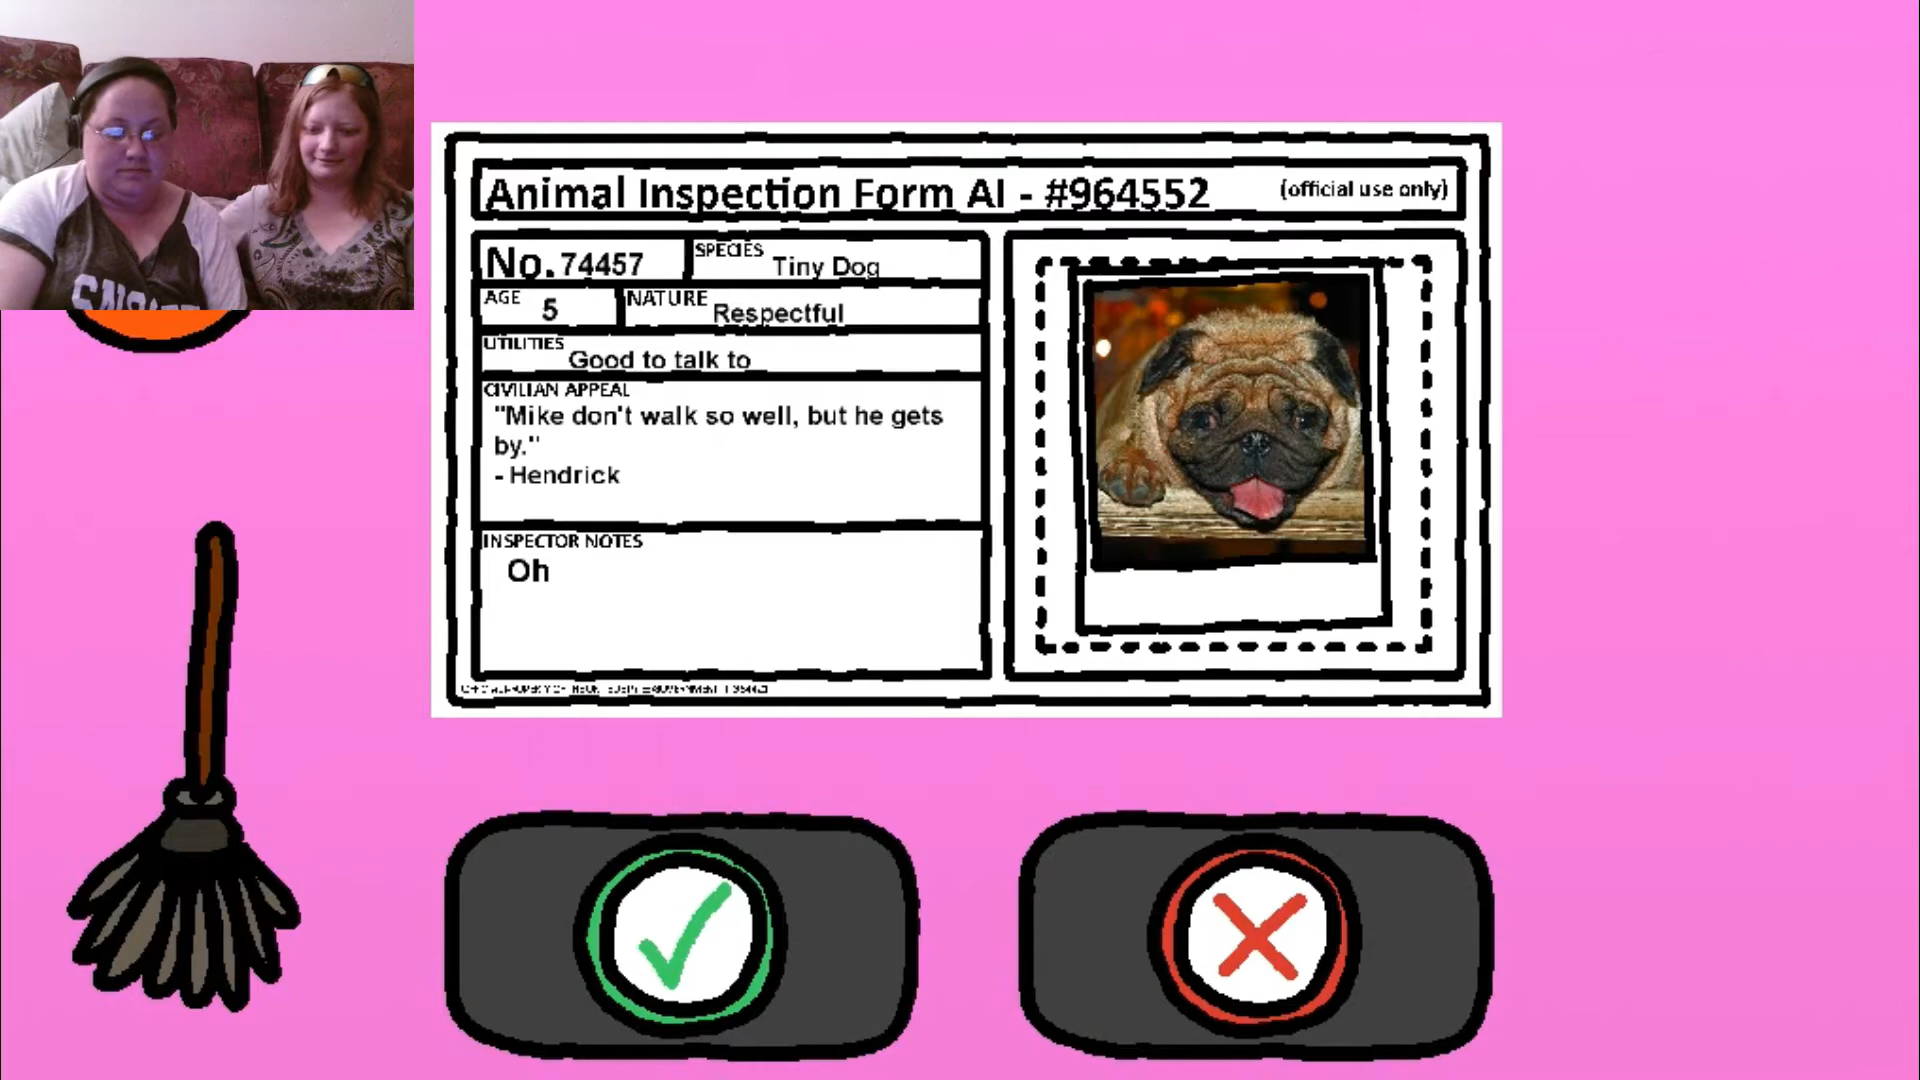 Animal Inspection Form AI - #964552
(official use only)
No. 74457
SPECIES
Tiny Dog
AGE
5
NATURE
Respectful
UTILITIES
Good to talk to
CIVILIAN APPEAL
"Mike don't walk so well, but he gets
by."
- Hendrick
INSPECTOR NOTES
Oh